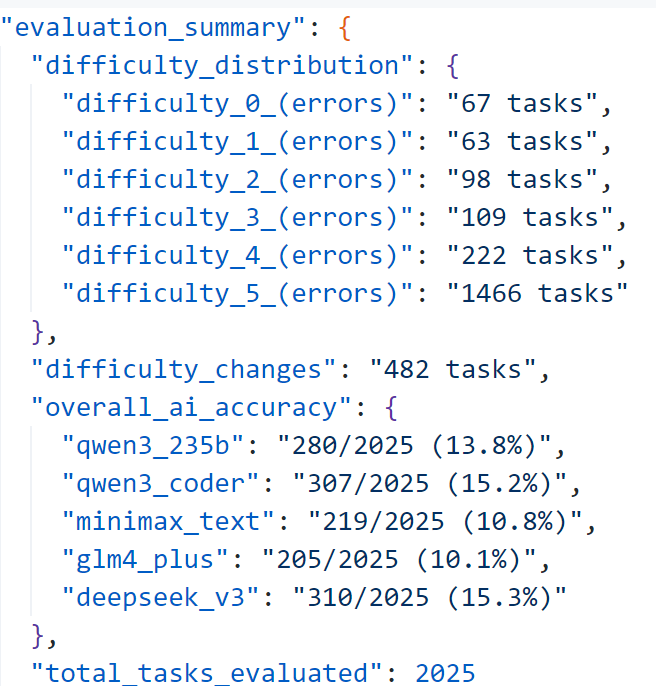 "evaluation_summary": {
"difficulty_distribution": {
"difficulty_0_(errors)": "67 tasks",
"difficulty_1_(errors)": "63 tasks",
"difficulty_2_(errors)": "98 tasks",
"difficulty_3_(errors)": "109 tasks",
"difficulty_4_(errors)": "222 tasks",
"difficulty_5_(errors)": "1466 tasks"
},
"difficulty_changes": "482 tasks",
"overall_ai_accuracy": {
"qwen3_235b": "280/2025 (13.8%)",
"qwen3_coder": "307/2025 (15.2%)",
"minimax_text": "219/2025 (10.8%)",
"glm4_plus": "205/2025 (10.1%)",
"deepseek_v3": "310/2025 (15.3%)"
},
"total_tasks_evaluated": 2025